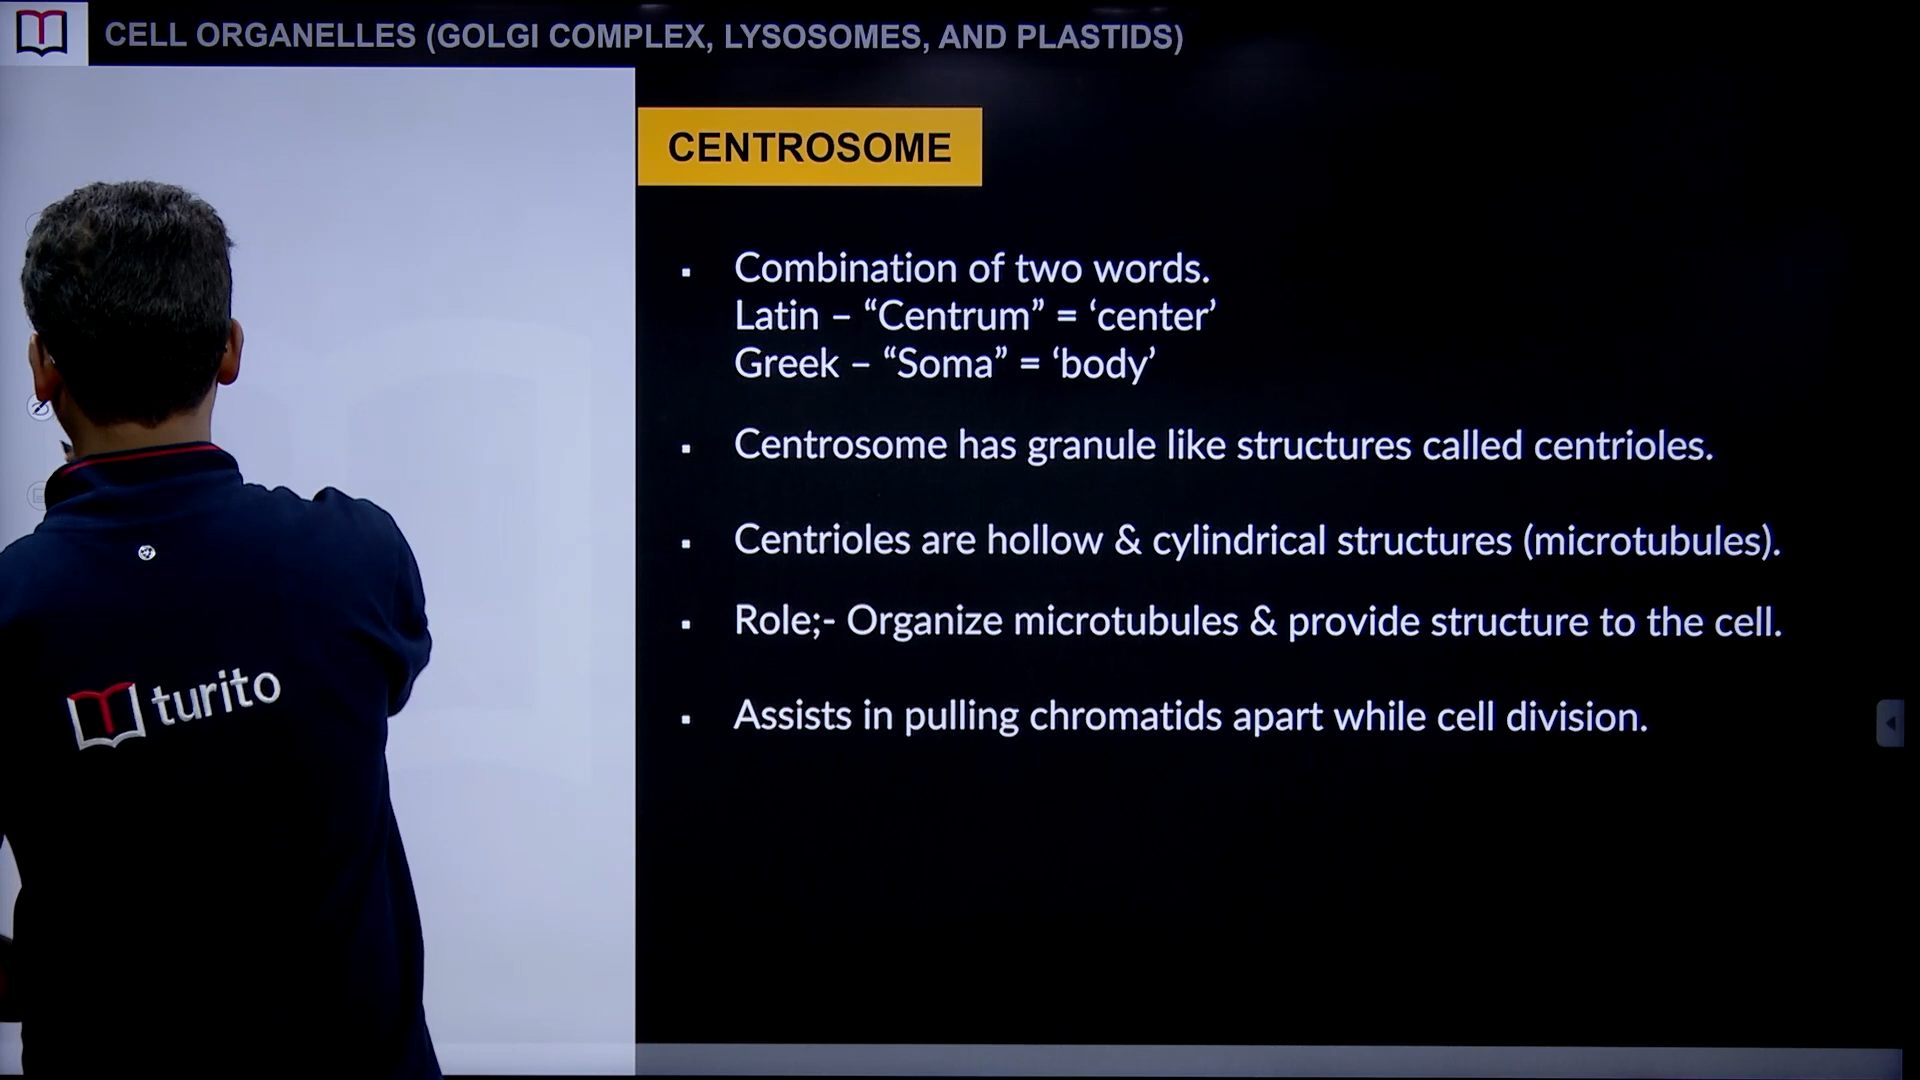 CELL ORGANELLES (GOLGI COMPLEX, LYSOSOMES, AND PLASTIDS)
CENTROSOME
▪ Combination of two words.
Latin – “Centrum” = ‘center’
Greek – “Soma” = ‘body’
▪ Centrosome has granule like structures called centrioles.
▪ Centrioles are hollow & cylindrical structures (microtubules).
▪ Role;- Organize microtubules & provide structure to the cell.
▪ Assists in pulling chromatids apart while cell division.
turito